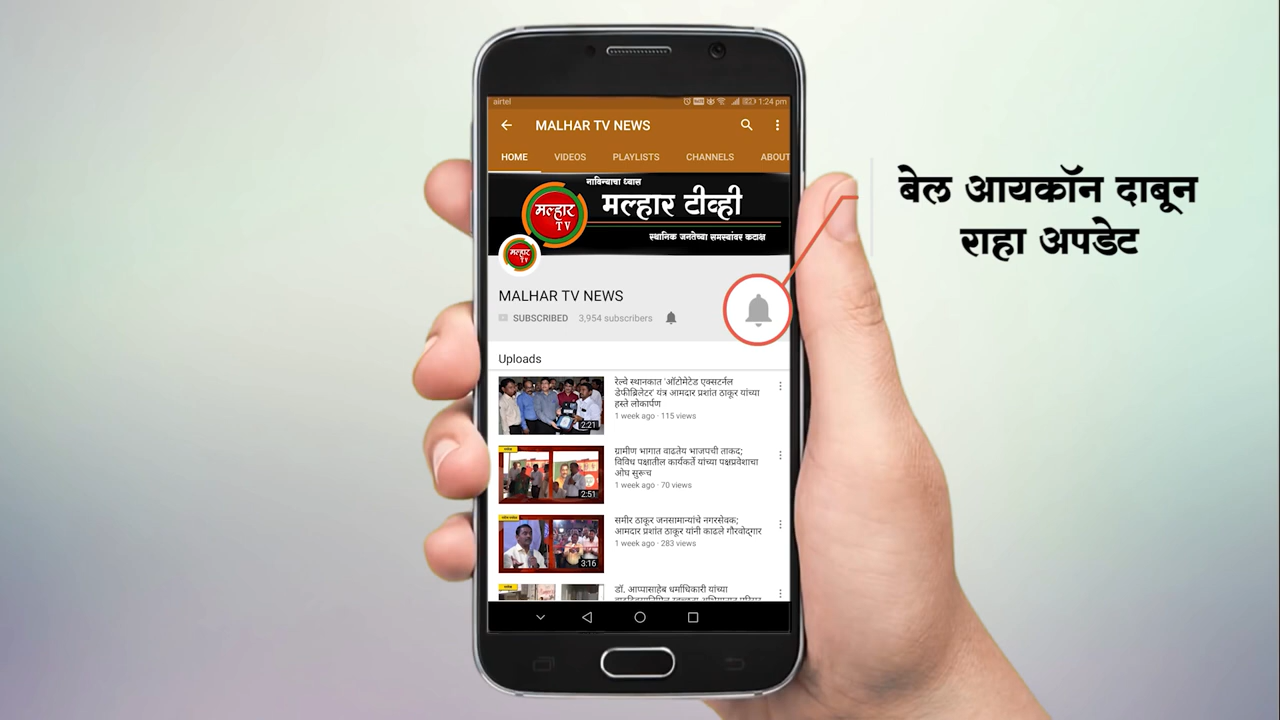 airtel 1:24 pm
MALHAR TV NEWS
HOME VIDEOS PLAYLISTS CHANNELS ABOUT
नाविन्याचा ध्यास
मल्हार टीव्ही
मल्हार
TV
स्थानिक जनतेच्या समस्यांवर कटाक्ष
मल्हार
TV
बेल आयकॉन दाबून
राहा अपडेट
MALHAR TV NEWS
SUBSCRIBED 3,954 subscribers
Uploads
रेल्वे स्थानकात 'ऑटोमेटेड एक्सटर्नल
डेफीब्रिलेटर' यंत्र आमदार प्रशांत ठाकूर यांच्या
हस्ते लोकार्पण
1 week ago · 115 views
2:21
ग्रामीण भागात वाढतेय भाजपची ताकद;
विविध पक्षातील कार्यकर्ते यांच्या पक्षप्रवेशाचा
ओघ सुरूच
1 week ago · 70 views
2:51
समीर ठाकूर जनसामान्यांचे नगरसेवक;
आमदार प्रशांत ठाकूर यांनी काढले गौरवोद्गार
1 week ago · 283 views
3:16
डॉ. आप्पासाहेब धर्माधिकारी यांच्या